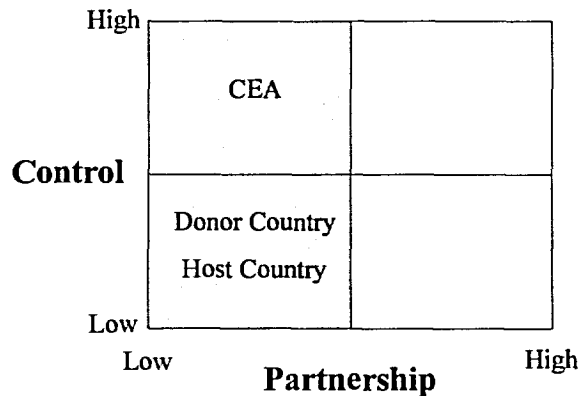 High
CEA
Control
Donor Country
Host Country
Low
Low
High
Partnership